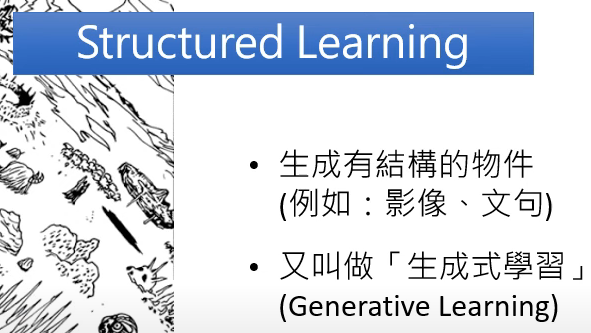 Structured Learning
• 生成有結構的物件
(例如：影像、文句)
• 又叫做「生成式學習」
(Generative Learning)